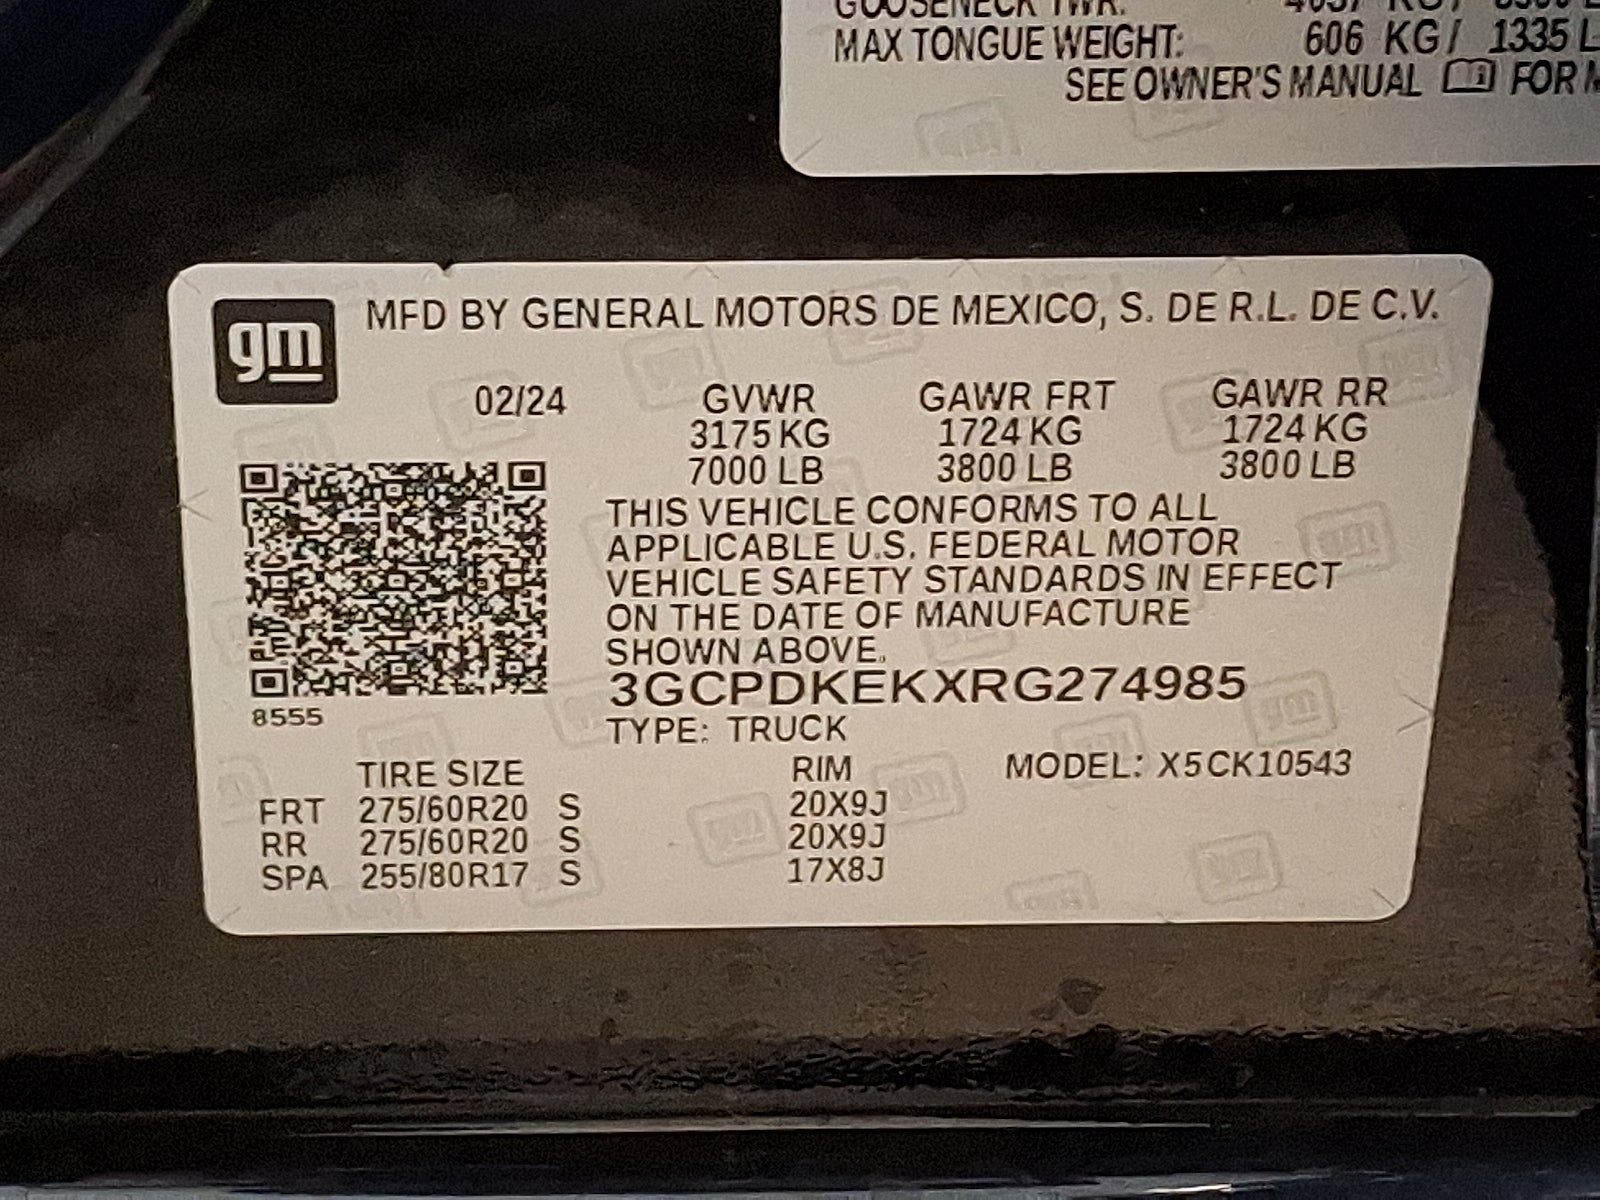 GOOSENECK TWR:
MAX TONGUE WEIGHT: 606 KG / 1335 L
SEE OWNER'S MANUAL FOR
gm
MFD BY GENERAL MOTORS DE MEXICO, S. DE R.L. DE C.V.
02/24 GVWR GAWR FRT GAWR RR
3175 KG 1724 KG 1724 KG
7000 LB 3800 LB 3800 LB
THIS VEHICLE CONFORMS TO ALL
APPLICABLE U.S. FEDERAL MOTOR
VEHICLE SAFETY STANDARDS IN EFFECT
ON THE DATE OF MANUFACTURE
SHOWN ABOVE.
3GCPDKEKXRG274985
8555
TYPE: TRUCK
TIRE SIZE RIM MODEL: X5CK10543
FRT 275/60R20 S 20X9J
RR 275/60R20 S 20X9J
SPA 255/80R17 S 17X8J